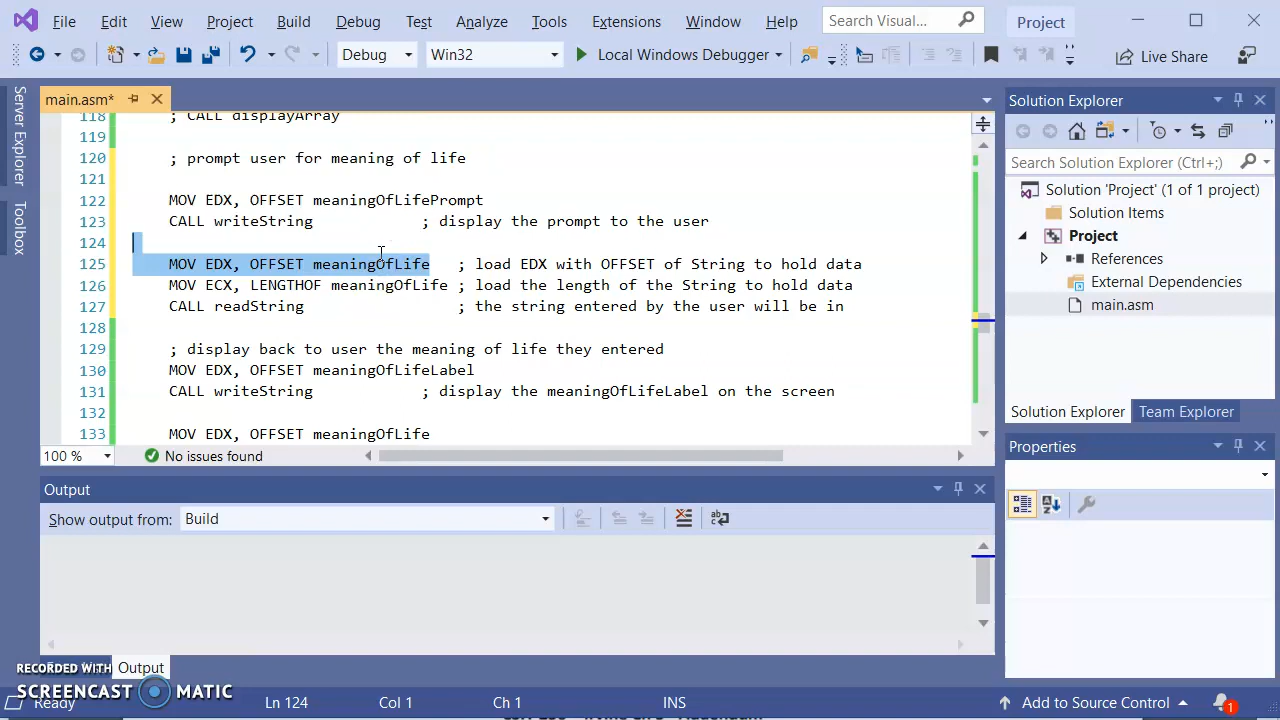 File Edit View Project Build Debug Test Analyze Tools Extensions Window Help Search Visual... Project
Debug Win32 Local Windows Debugger Live Share
Server Explorer
Toolbox
main.asm*
118 ; CALL displayArray
119
120 ; prompt user for meaning of life
121
122 MOV EDX, OFFSET meaningOfLifePrompt
123 CALL writeString ; display the prompt to the user
124
125 MOV EDX, OFFSET meaningOfLife ; load EDX with OFFSET of String to hold data
126 MOV ECX, LENGTHOF meaningOfLife ; load the length of the String to hold data
127 CALL readString ; the string entered by the user will be in
128
129 ; display back to user the meaning of life they entered
130 MOV EDX, OFFSET meaningOfLifeLabel
131 CALL writeString ; display the meaningOfLifeLabel on the screen
132
133 MOV EDX, OFFSET meaningOfLife
100 % No issues found
Solution Explorer
Search Solution Explorer (Ctrl+;)
Solution 'Project' (1 of 1 project)
Solution Items
Project
References
External Dependencies
main.asm
Solution Explorer Team Explorer
Properties
Output
Show output from: Build
Output
RECORDED WITH
SCREENCAST MATIC
Ready Ln 124 Col 1 Ch 1 INS Add to Source Control 1